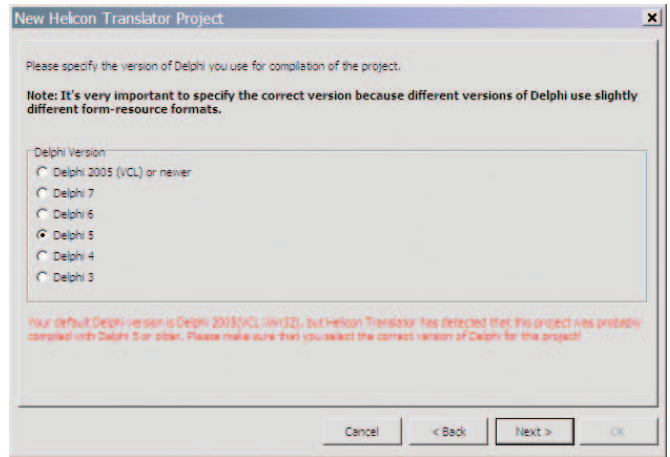 New Helicon Translator Project
Please specify the version of Delphi you use for compilation of the project.
Note: It's very important to specify the correct version because different versions of Delphi use slightly
different form-resource formats.
Delphi Version
Delphi 2005 (VCL) or newer
Delphi 7
Delphi 6
Delphi 5
Delphi 4
Delphi 3
Your default Delphi version is Delphi 2005(VCL Win32), but Helicon Translator has detected that this project was probably
compiled with Delphi 5 or older. Please make sure that you select the correct version of Delphi for this project!
Cancel
< Back
Next >
OK